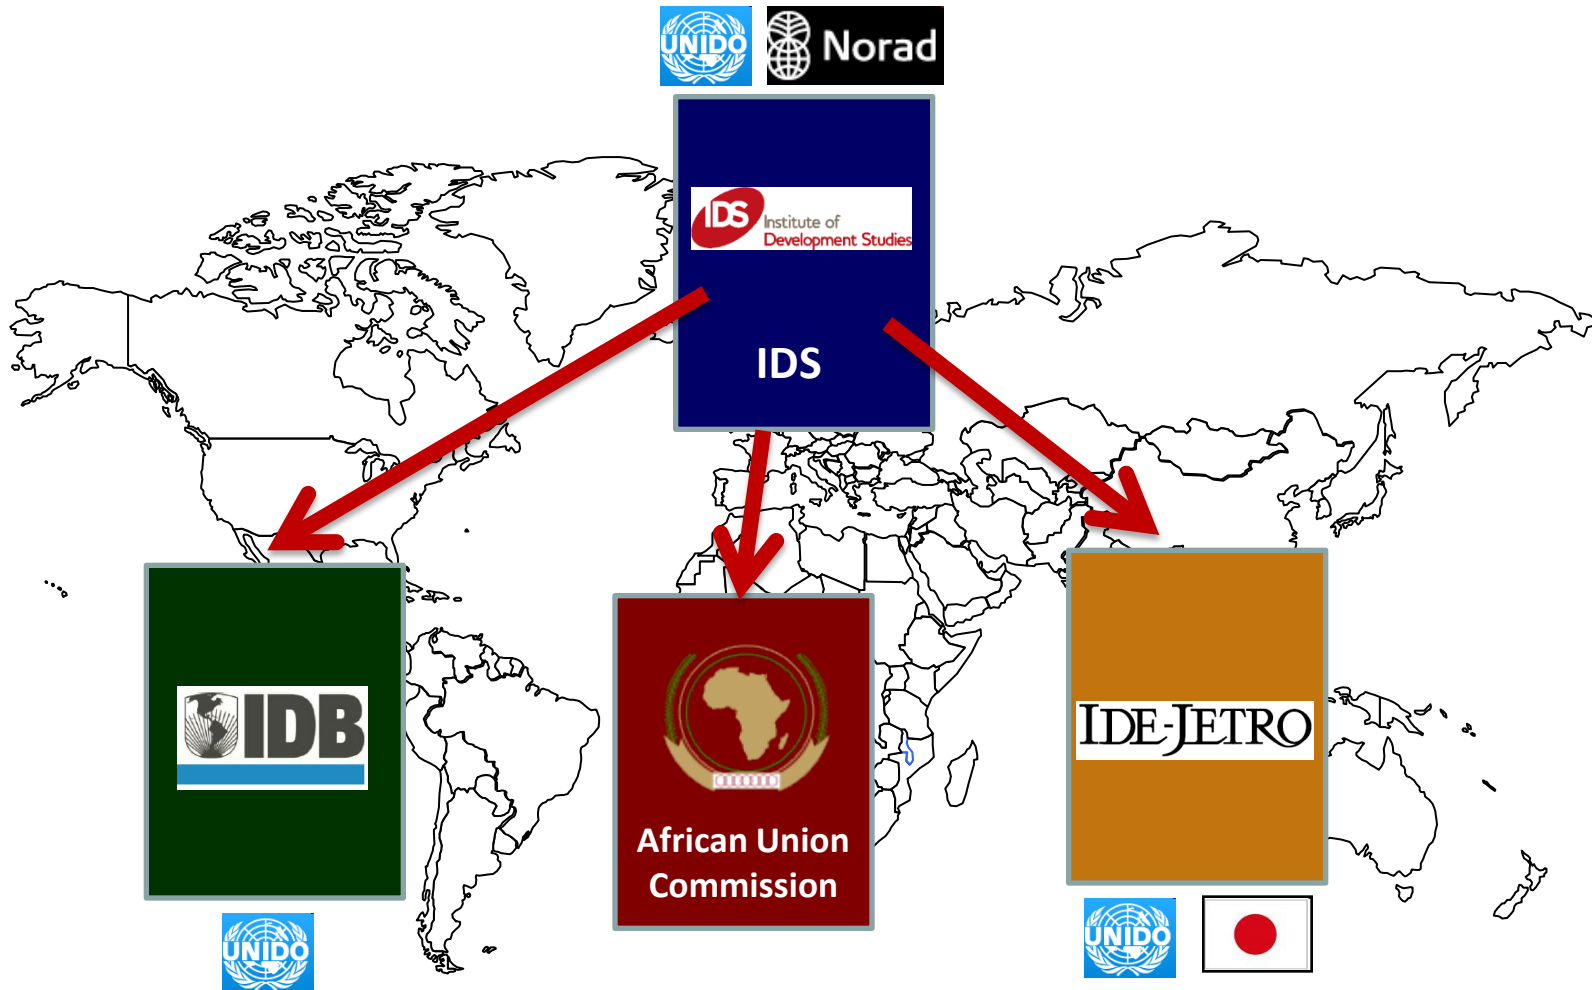 UNIDO
Norad
IDS
Institute of
Development Studies
IDS
IDB
African Union
Commission
IDE-JETRO
UNIDO
UNIDO